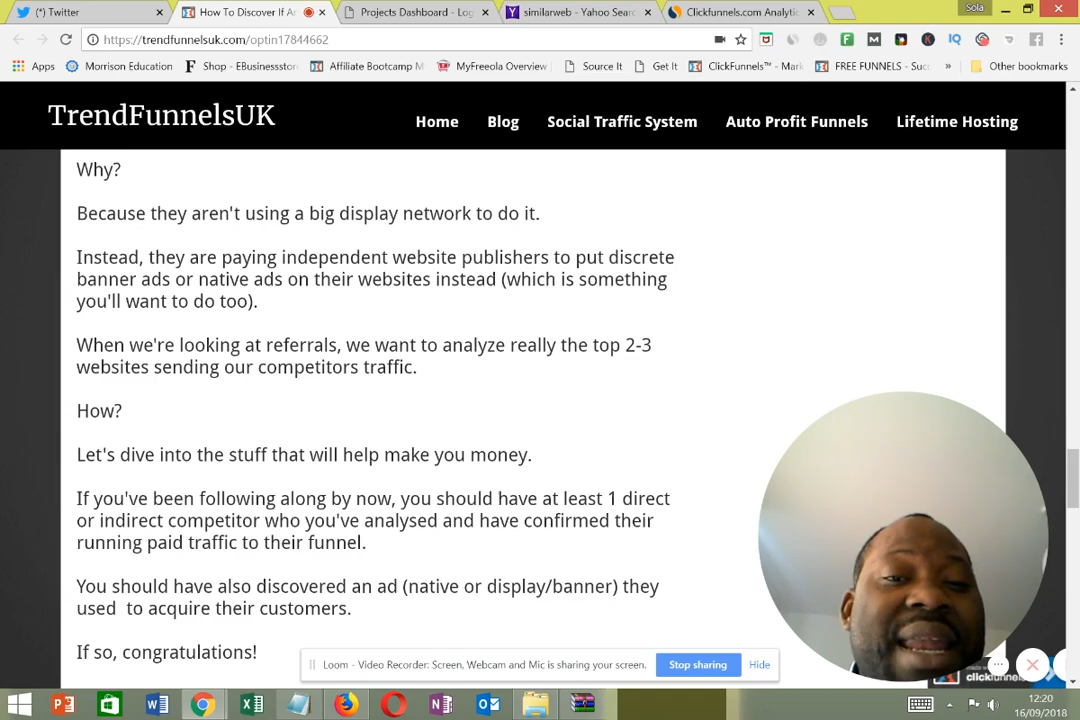 (*) Twitter
How To Discover If Ac
Projects Dashboard - Log
similarweb - Yahoo Searc
Clickfunnels.com Analytic
Sola
https://trendfunnelsuk.com/optin17844662
Apps
Morrison Education
Shop - EBusinessstore
Affiliate Bootcamp M
MyFreeola Overview
Source It
Get It
ClickFunnels™ - Mark
FREE FUNNELS - Succ
Other bookmarks
TrendFunnelsUK
Home
Blog
Social Traffic System
Auto Profit Funnels
Lifetime Hosting
Why?
Because they aren't using a big display network to do it.
Instead, they are paying independent website publishers to put discrete
banner ads or native ads on their websites instead (which is something
you'll want to do too).
When we're looking at referrals, we want to analyze really the top 2-3
websites sending our competitors traffic.
How?
Let's dive into the stuff that will help make you money.
If you've been following along by now, you should have at least 1 direct
or indirect competitor who you've analysed and have confirmed their
running paid traffic to their funnel.
You should have also discovered an ad (native or display/banner) they
used to acquire their customers.
If so, congratulations!
Loom - Video Recorder: Screen, Webcam and Mic is sharing your screen.
Stop sharing
Hide
clickfunnels
12:20
16/09/2018